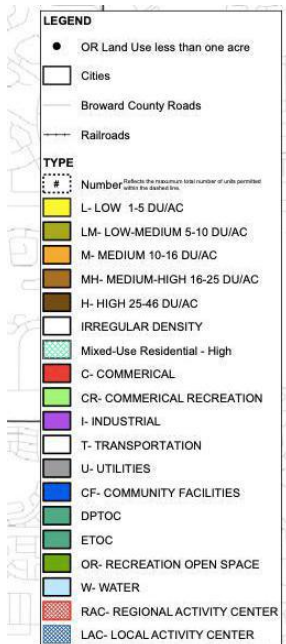 LEGEND
OR Land Use less than one acre
Cities
Broward County Roads
Railroads
TYPE
# Number Reflects the maxumum total number of units permitted
within the dashed line.
L- LOW 1-5 DU/AC
LM- LOW-MEDIUM 5-10 DU/AC
M- MEDIUM 10-16 DU/AC
MH- MEDIUM-HIGH 16-25 DU/AC
H- HIGH 25-46 DU/AC
IRREGULAR DENSITY
Mixed-Use Residential - High
C- COMMERICAL
CR- COMMERICAL RECREATION
I- INDUSTRIAL
T- TRANSPORTATION
U- UTILITIES
CF- COMMUNITY FACILITIES
DPTOC
ETOC
OR- RECREATION OPEN SPACE
W- WATER
RAC- REGIONAL ACTIVITY CENTER
LAC- LOCAL ACTIVITY CENTER